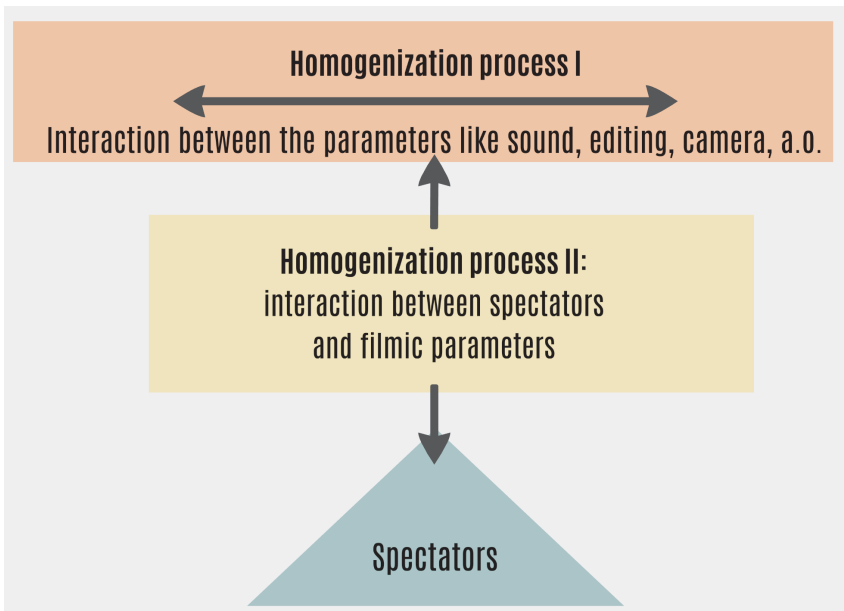 Homogenization process I
Interaction between the parameters like sound, editing, camera, a.o.
Homogenization process II:
interaction between spectators
and filmic parameters
Spectators